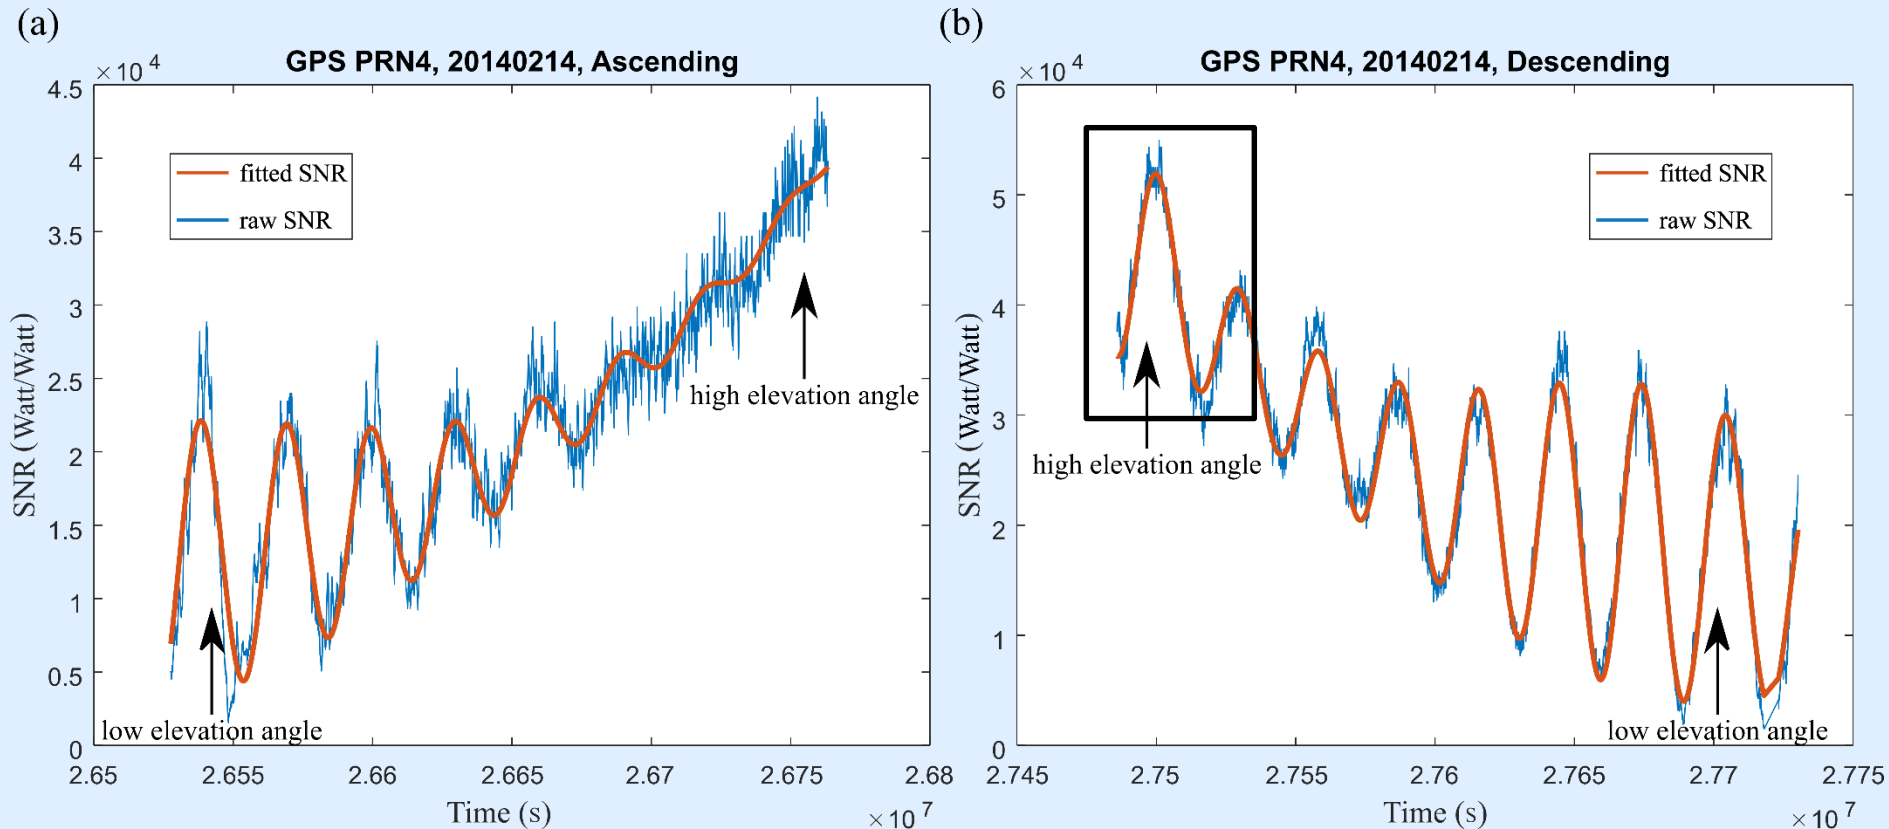 (a)
GPS PRN4, 20140214, Ascending
×10 4
4.5
4
3.5
3
2.5
2
1.5
1
0.5
0
SNR (Watt/Watt)
fitted SNR
raw SNR
high elevation angle
low elevation angle
2.65 2.655 2.66 2.665 2.67 2.675 2.68
Time (s)
×10 7
(b)
GPS PRN4, 20140214, Descending
×10 4
6
5
4
3
2
1
0
SNR (Watt/Watt)
fitted SNR
raw SNR
high elevation angle
low elevation angle
2.745 2.75 2.755 2.76 2.765 2.77 2.775
Time (s)
×10 7